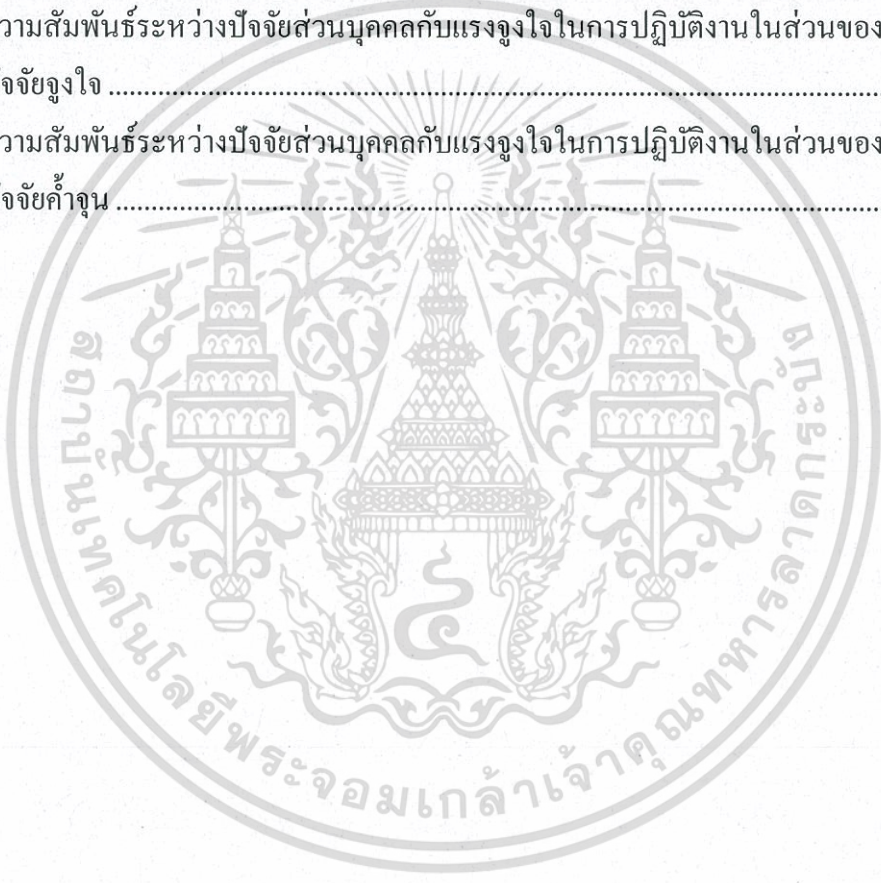 วามสัมพันธ์ระหว่างปัจจัยส่วนบุคคลกับแรงจูงใจในการปฏิบัติงานในส่วนของ
จจัยจูงใจ ................................................................................
วามสัมพันธ์ระหว่างปัจจัยส่วนบุคคลกับแรงจูงใจในการปฏิบัติงานในส่วนของ
จจัยค้ำจุน ................................................................................
สถาบันเทคโนโลยีพระจอมเกล้าเจ้าคุณทหารลาดกระบัง
๔